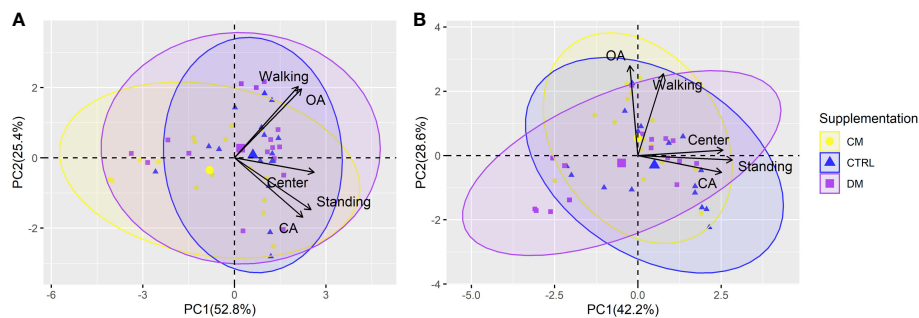 A
B
PC2(25.4%)
2
0
-2
Walking
OA
Center
Standing
CA
-6
-3
0
3
PC1(52.8%)
PC2(28.6%)
4
2
0
-2
-4
OA
Walking
Center
Standing
CA
-5.0
-2.5
0.0
2.5
PC1(42.2%)
Supplementation
CM
CTRL
DM